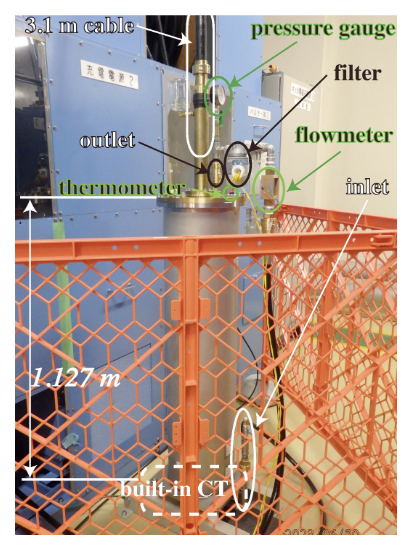 3.1 m cable
pressure gauge
充電電源2
filter
outlet
flowmeter
thermometer
inlet
1.127 m
built-in CT